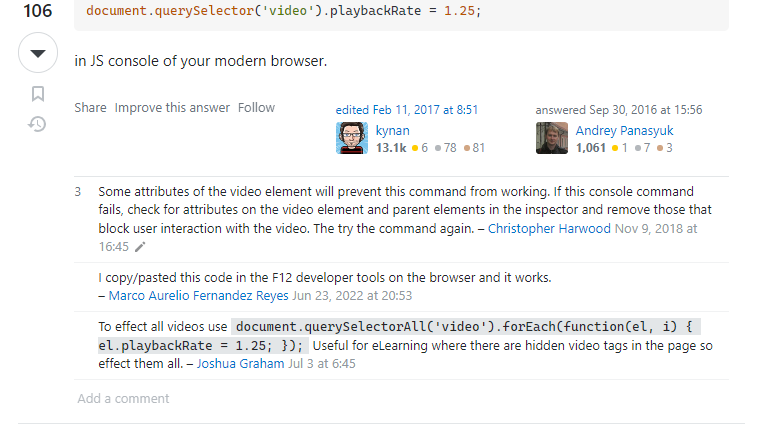 106
document.querySelector('video').playbackRate = 1.25;
in JS console of your modern browser.
Share Improve this answer Follow
edited Feb 11, 2017 at 8:51
kynan
13.1k 6 78 81
answered Sep 30, 2016 at 15:56
Andrey Panasyuk
1,061 1 7 3
3 Some attributes of the video element will prevent this command from working. If this console command
fails, check for attributes on the video element and parent elements in the inspector and remove those that
block user interaction with the video. The try the command again. – Christopher Harwood Nov 9, 2018 at
16:45
I copy/pasted this code in the F12 developer tools on the browser and it works.
– Marco Aurelio Fernandez Reyes Jun 23, 2022 at 20:53
To effect all videos use document.querySelectorAll('video').forEach(function(el, i) {
el.playbackRate = 1.25; }); Useful for eLearning where there are hidden video tags in the page so
effect them all. – Joshua Graham Jul 3 at 6:45
Add a comment